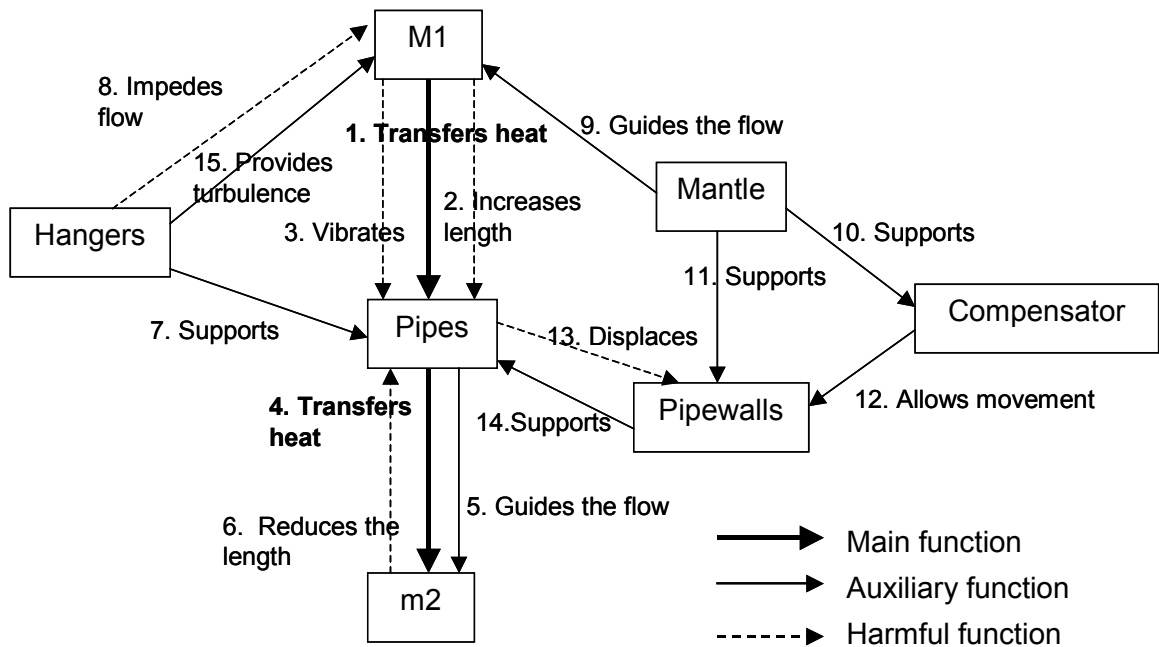 M1
8. Impedes
flow
1. Transfers heat
9. Guides the flow
15. Provides
turbulence
Mantle
2. Increases
length
Hangers
3. Vibrates
10. Supports
11. Supports
Compensator
7. Supports
Pipes
13. Displaces
4. Transfers
heat
14.Supports
Pipewalls
12. Allows movement
6. Reduces the
length
5. Guides the flow
Main function
m2
Auxiliary function
Harmful function